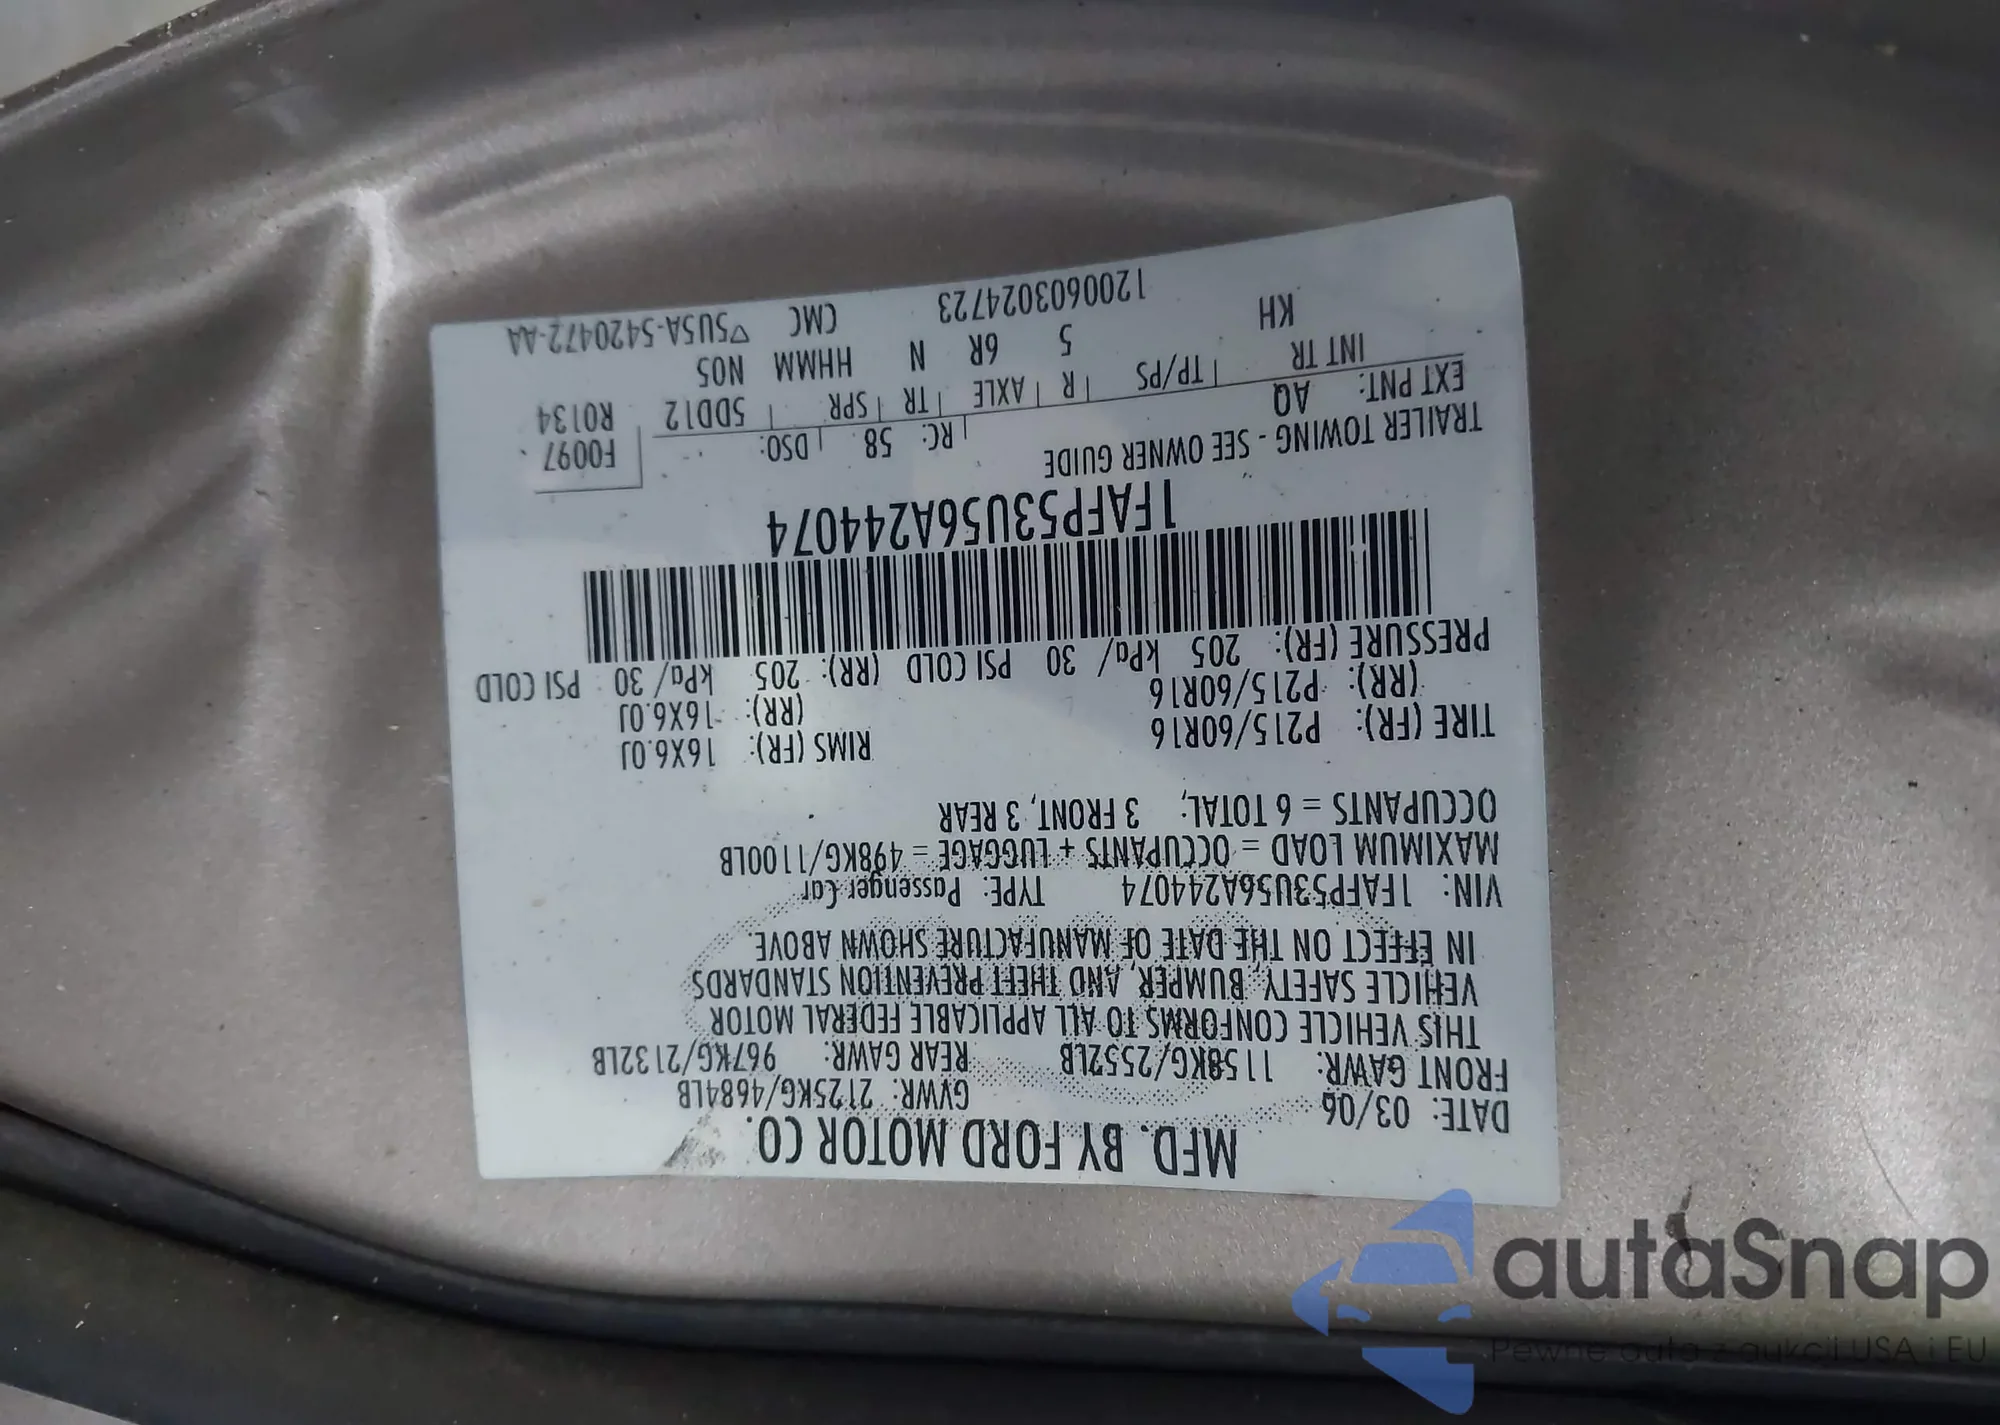 MFD. BY FORD MOTOR CO.
DATE: 03/06 GVWR: 2125KG/4684LB
FRONT GAWR: 1158KG/2552LB REAR GAWR: 967KG/2132LB
THIS VEHICLE CONFORMS TO ALL APPLICABLE FEDERAL MOTOR
VEHICLE SAFETY, BUMPER, AND THEFT PREVENTION STANDARDS
IN EFFECT ON THE DATE OF MANUFACTURE SHOWN ABOVE.
VIN: 1FAFP53U56A244074 TYPE: Passenger Car
MAXIMUM LOAD = OCCUPANTS + LUGGAGE = 498KG/1100LB
OCCUPANTS = 6 TOTAL, 3 FRONT, 3 REAR
TIRE (FR): P215/60R16 RIMS (FR): 16X6.0J
(RR): P215/60R16 (RR): 16X6.0J
PRESSURE (FR): 205 kPa/ 30 PSI COLD (RR): 205 kPa/ 30 PSI COLD
1FAFP53U56A244074
TRAILER TOWING - SEE OWNER GUIDE
F0097
EXT PNT: AQ RC: 58 DSO: R0134
INT TR TP/PS R AXLE TR SPR 5DD12
KH 5 6R N HHMM N05
1200603024723 CMC ▽5U5A-5420472-AA
autaSnap
Pewne auta z aukcji USA i EU